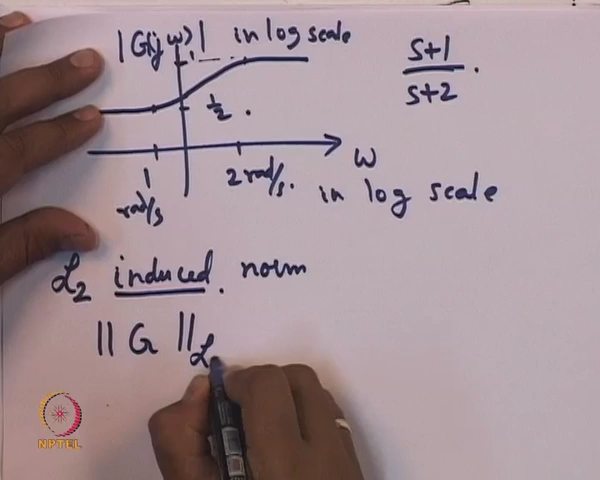 |G(jω)| in log scale
s+1
s+2
1
1/2
ω
1
rad/s
2 rad/s.
in log scale
L₂ induced norm
||G||L
NPTEL